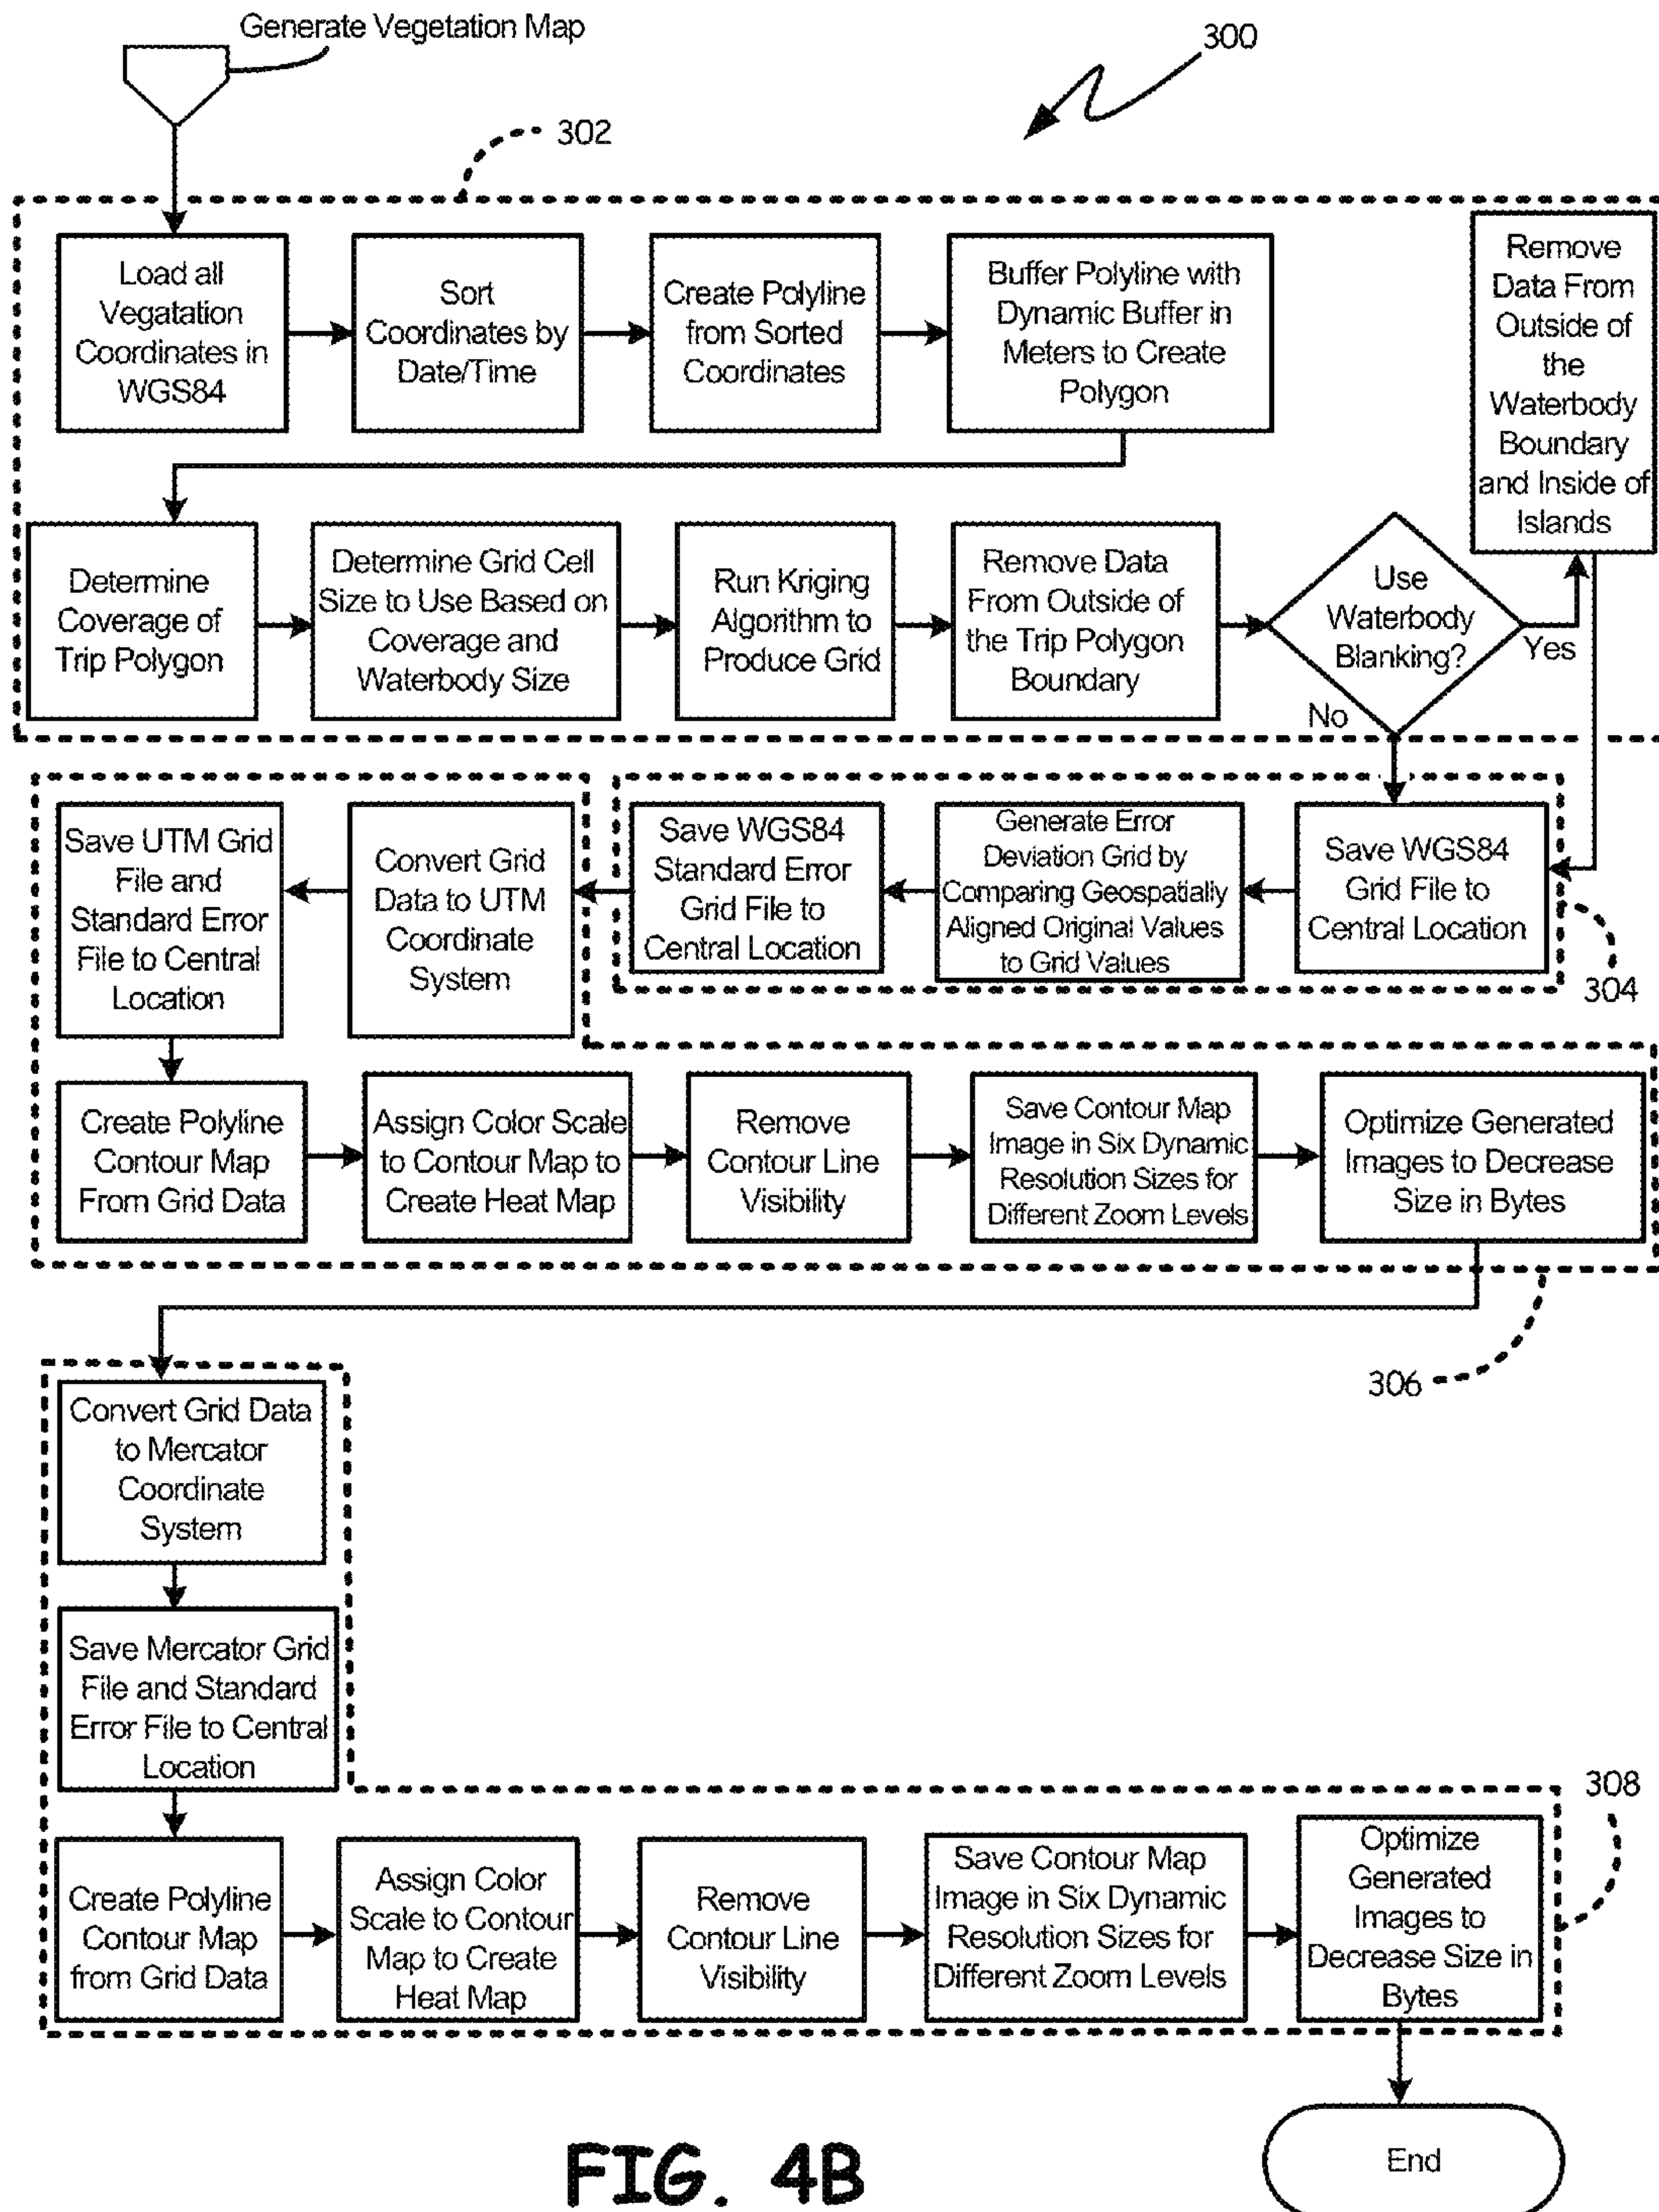 Generate Vegetation Map
300
302
Load all
Vegatation
Coordinates in
WGS84
Sort
Coordinates by
Date/Time
Create Polyline
from Sorted
Coordinates
Buffer Polyline with
Dynamic Buffer in
Meters to Create
Polygon
Remove
Data From
Outside of
the
Waterbody
Boundary
and Inside of
Islands
Determine
Coverage of
Trip Polygon
Determine Grid Cell
Size to Use Based on
Coverage and
Waterbody Size
Run Kriging
Algorithm to
Produce Grid
Remove Data
From Outside of
the Trip Polygon
Boundary
Use
Waterbody
Blanking?
Yes
No
Save WGS84
Grid File to
Central Location
Generate Error
Deviation Grid by
Comparing Geospatially
Aligned Original Values
to Grid Values
Save WGS84
Standard Error
Grid File to
Central Location
304
Convert Grid
Data to UTM
Coordinate
System
Save UTM Grid
File and
Standard Error
File to Central
Location
Create Polyline
Contour Map
From Grid Data
Assign Color Scale
to Contour Map to
Create Heat Map
Remove
Contour Line
Visibility
Save Contour Map
Image in Six Dynamic
Resolution Sizes for
Different Zoom Levels
Optimize Generated
Images to Decrease
Size in Bytes
306
Convert Grid Data
to Mercator
Coordinate
System
Save Mercator Grid
File and Standard
Error File to Central
Location
308
Create Polyline
Contour Map
from Grid Data
Assign Color
Scale to Contour
Map to Create
Heat Map
Remove
Contour Line
Visibility
Save Contour Map
Image in Six Dynamic
Resolution Sizes for
Different Zoom Levels
Optimize
Generated
Images to
Decrease Size in
Bytes
End
FIG. 4B